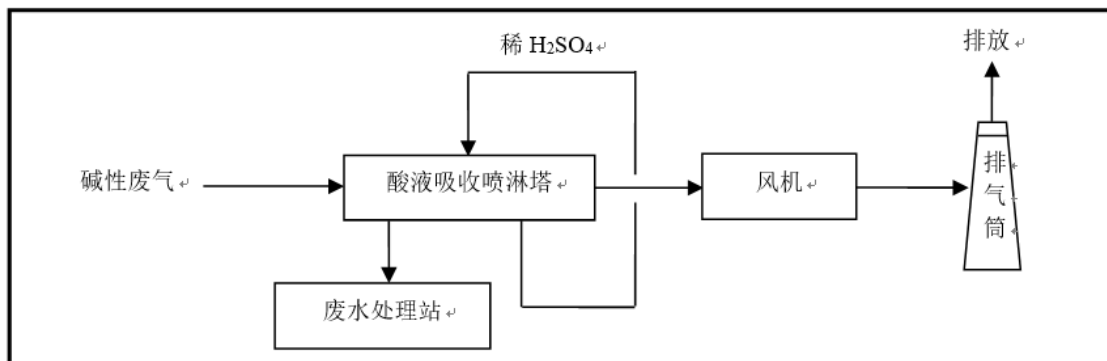 稀 H₂SO₄
排放
碱性废气
酸液吸收喷淋塔
风机
排
气
筒
废水处理站